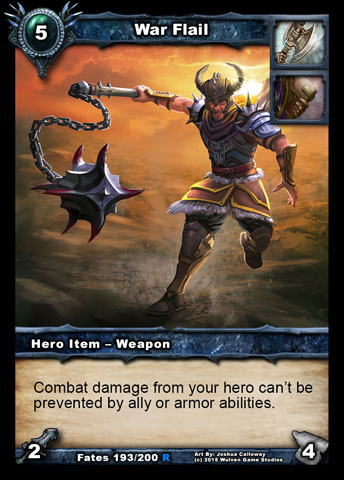 5
War Flail
Hero Item – Weapon
Combat damage from your hero can't be
prevented by ally or armor abilities.
2
Fates 193/200 R
Art By: Joshua Calloway
(c) 2015 Wulven Game Studios
4